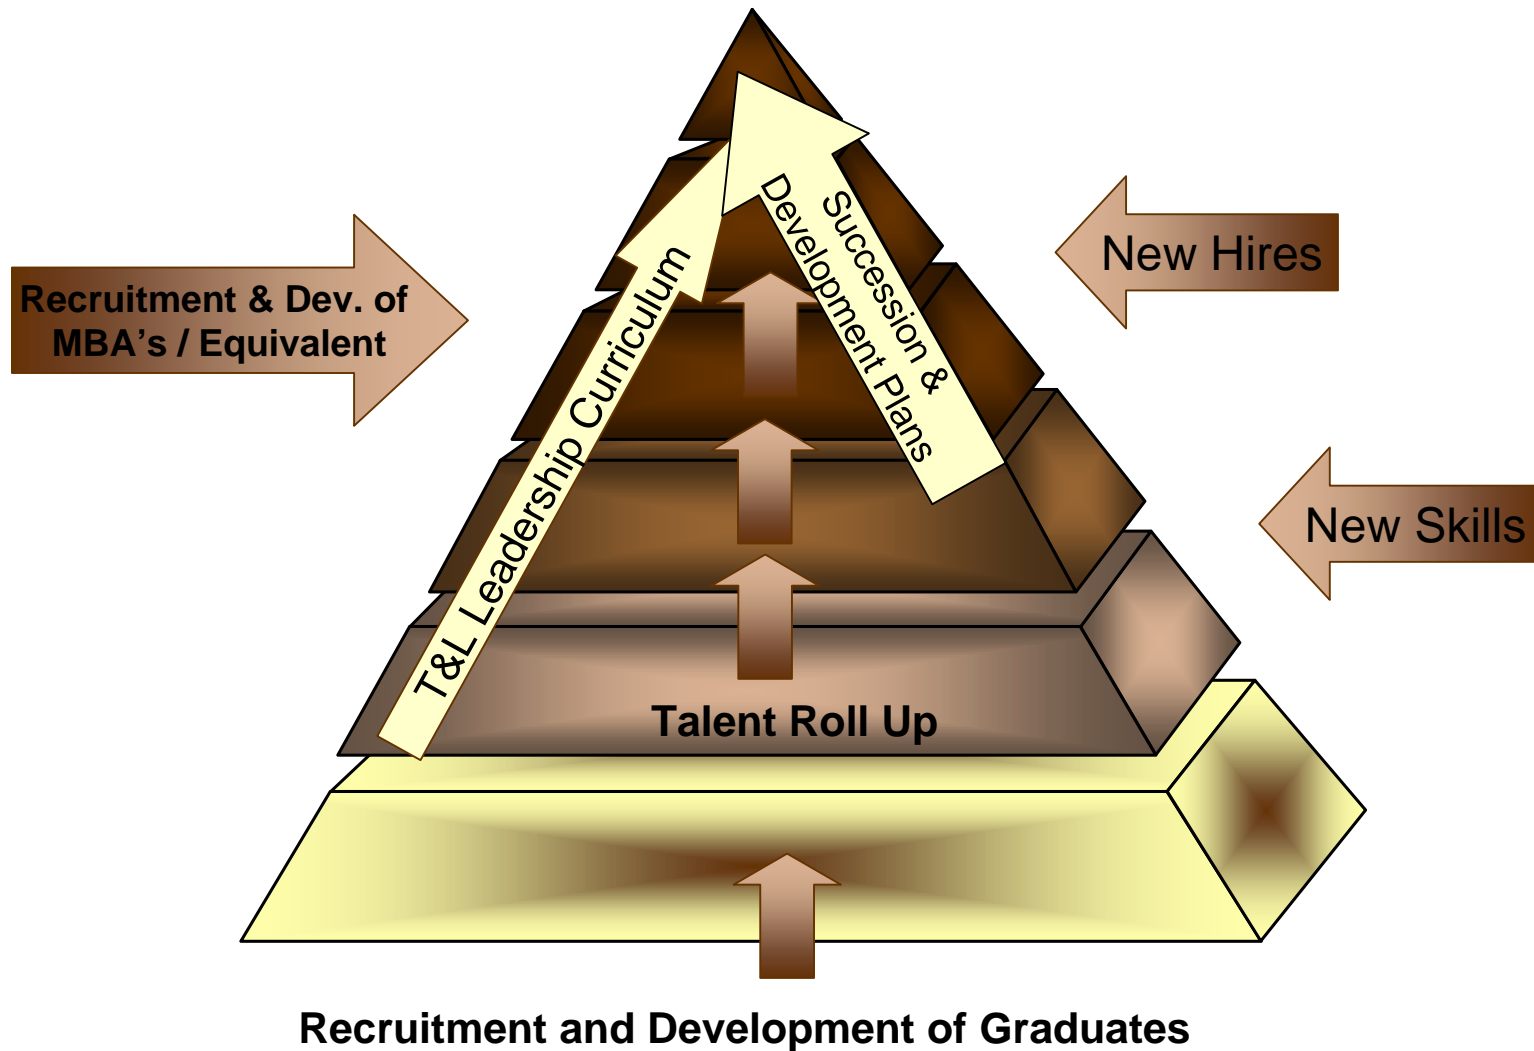 Recruitment & Dev. of
MBA's / Equivalent
T&L Leadership Curriculum
Succession &
Development Plans
New Hires
New Skills
Talent Roll Up
Recruitment and Development of Graduates